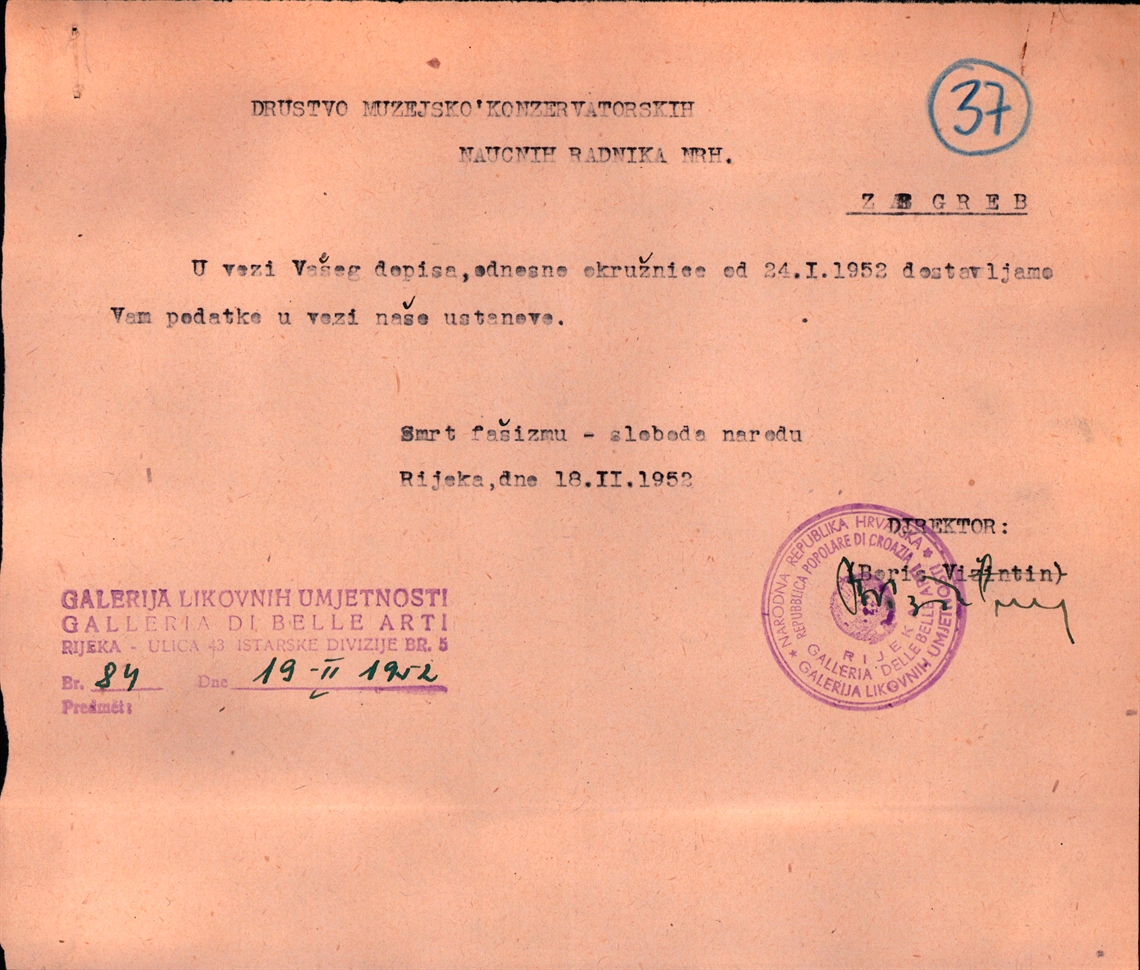 37
DRUSTVO MUZEJSKO'KONZERVATORSKIH
NAUCNIH RADNIKA NRH.
Z A G R E B
U vezi Vašeg dopisa,odnosno okružnice od 24.I.1952 dostavljamo
Vam podatke u vezi naše ustanove.
Smrt fašizmu - sloboda narodu
Rijeka,dne 18.II.1952
DIREKTOR:
(Boris Vižintin)
NARODNA REPUBLIKA HRVATSKA
REPUBBLICA POPOLARE DI CROAZIA
RIJEKA
GALLERIA DELLE BELLE ARTI
GALERIJA LIKOVNIH UMJETNOSTI
GALERIJA LIKOVNIH UMJETNOSTI
GALLERIA DI BELLE ARTI
RIJEKA - ULICA 43 ISTARSKE DIVIZIJE BR. 5
Br. 84 Dne 19-II 1952
Predmet: